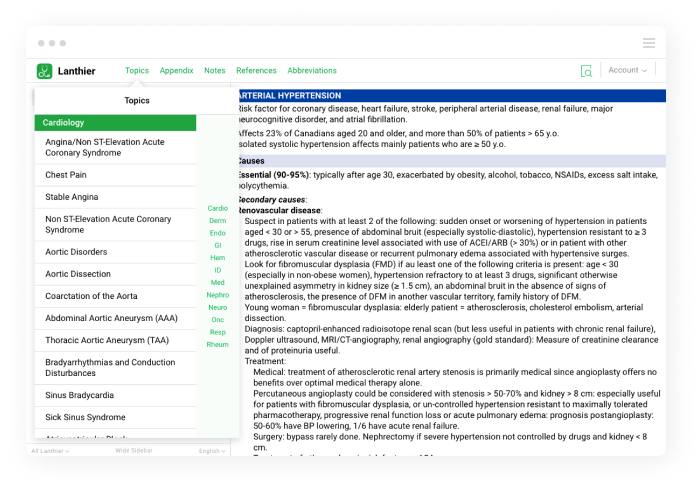 Lanthier
Topics Appendix Notes References Abbreviations
Account
Topics
Cardiology
Angina/Non ST-Elevation Acute
Coronary Syndrome
Chest Pain
Stable Angina
Non ST-Elevation Acute Coronary
Syndrome
Aortic Disorders
Aortic Dissection
Coarctation of the Aorta
Abdominal Aortic Aneurysm (AAA)
Thoracic Aortic Aneurysm (TAA)
Bradyarrhythmias and Conduction
Disturbances
Sinus Bradycardia
Sick Sinus Syndrome
Cardio
Derm
Endo
GI
Hem
ID
Med
Nephro
Neuro
Onc
Resp
Rheum
ARTERIAL HYPERTENSION
Risk factor for coronary disease, heart failure, stroke, peripheral arterial disease, renal failure, major
neurocognitive disorder, and atrial fibrillation.
Affects 23% of Canadians aged 20 and older, and more than 50% of patients > 65 y.o.
Isolated systolic hypertension affects mainly patients who are ≥ 50 y.o.
Causes
Essential (90-95%): typically after age 30, exacerbated by obesity, alcohol, tobacco, NSAIDs, excess salt intake,
polycythemia.
Secondary causes:
Renovascular disease:
Suspect in patients with at least 2 of the following: sudden onset or worsening of hypertension in patients
aged < 30 or > 55, presence of abdominal bruit (especially systolic-diastolic), hypertension resistant to ≥ 3
drugs, rise in serum creatinine level associated with use of ACEI/ARB (> 30%) or in patient with other
atherosclerotic vascular disease or recurrent pulmonary edema associated with hypertensive surges.
Look for fibromuscular dysplasia (FMD) if au least one of the following criteria is present: age < 30
(especially in non-obese women), hypertension refractory to at least 3 drugs, significant otherwise
unexplained asymmetry in kidney size (≥ 1.5 cm), an abdominal bruit in the absence of signs of
atherosclerosis, the presence of DFM in another vascular territory, family history of DFM.
Young woman = fibromuscular dysplasia: elderly patient = atherosclerosis, cholesterol embolism, arterial
dissection.
Diagnosis: captopril-enhanced radioisotope renal scan (but less useful in patients with chronic renal failure),
Doppler ultrasound, MRI/CT-angiography, renal angiography (gold standard): Measure of creatinine clearance
and of proteinuria useful.
Treatment:
Medical: treatment of atherosclerotic renal artery stenosis is primarily medical since angioplasty offers no
benefits over optimal medical therapy alone.
Percutaneous angioplasty could be considered with stenosis > 50-70% and kidney > 8 cm: especially useful
for patients with fibromuscular dysplasia, or un-controlled hypertension resistant to maximally tolerated
pharmacotherapy, progressive renal function loss or acute pulmonary edema: prognosis postangioplasty:
50-60% have BP lowering, 1/6 have acute renal failure.
Surgery: bypass rarely done. Nephrectomy if severe hypertension not controlled by drugs and kidney < 8
cm.
All Lanthier Wide Sidebar English